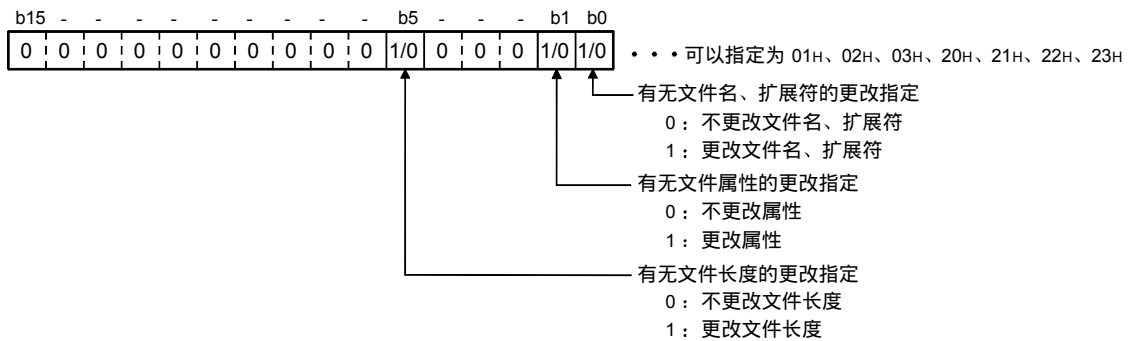 b15 - - - - - - - - - b5 - - - b1 b0
0 0 0 0 0 0 0 0 0 0 1/0 0 0 0 1/0 1/0 ・・・可以指定为 01H、02H、03H、20H、21H、22H、23H
有无文件名、扩展符的更改指定
0：不更改文件名、扩展符
1：更改文件名、扩展符
有无文件属性的更改指定
0：不更改属性
1：更改属性
有无文件长度的更改指定
0：不更改文件长度
1：更改文件长度